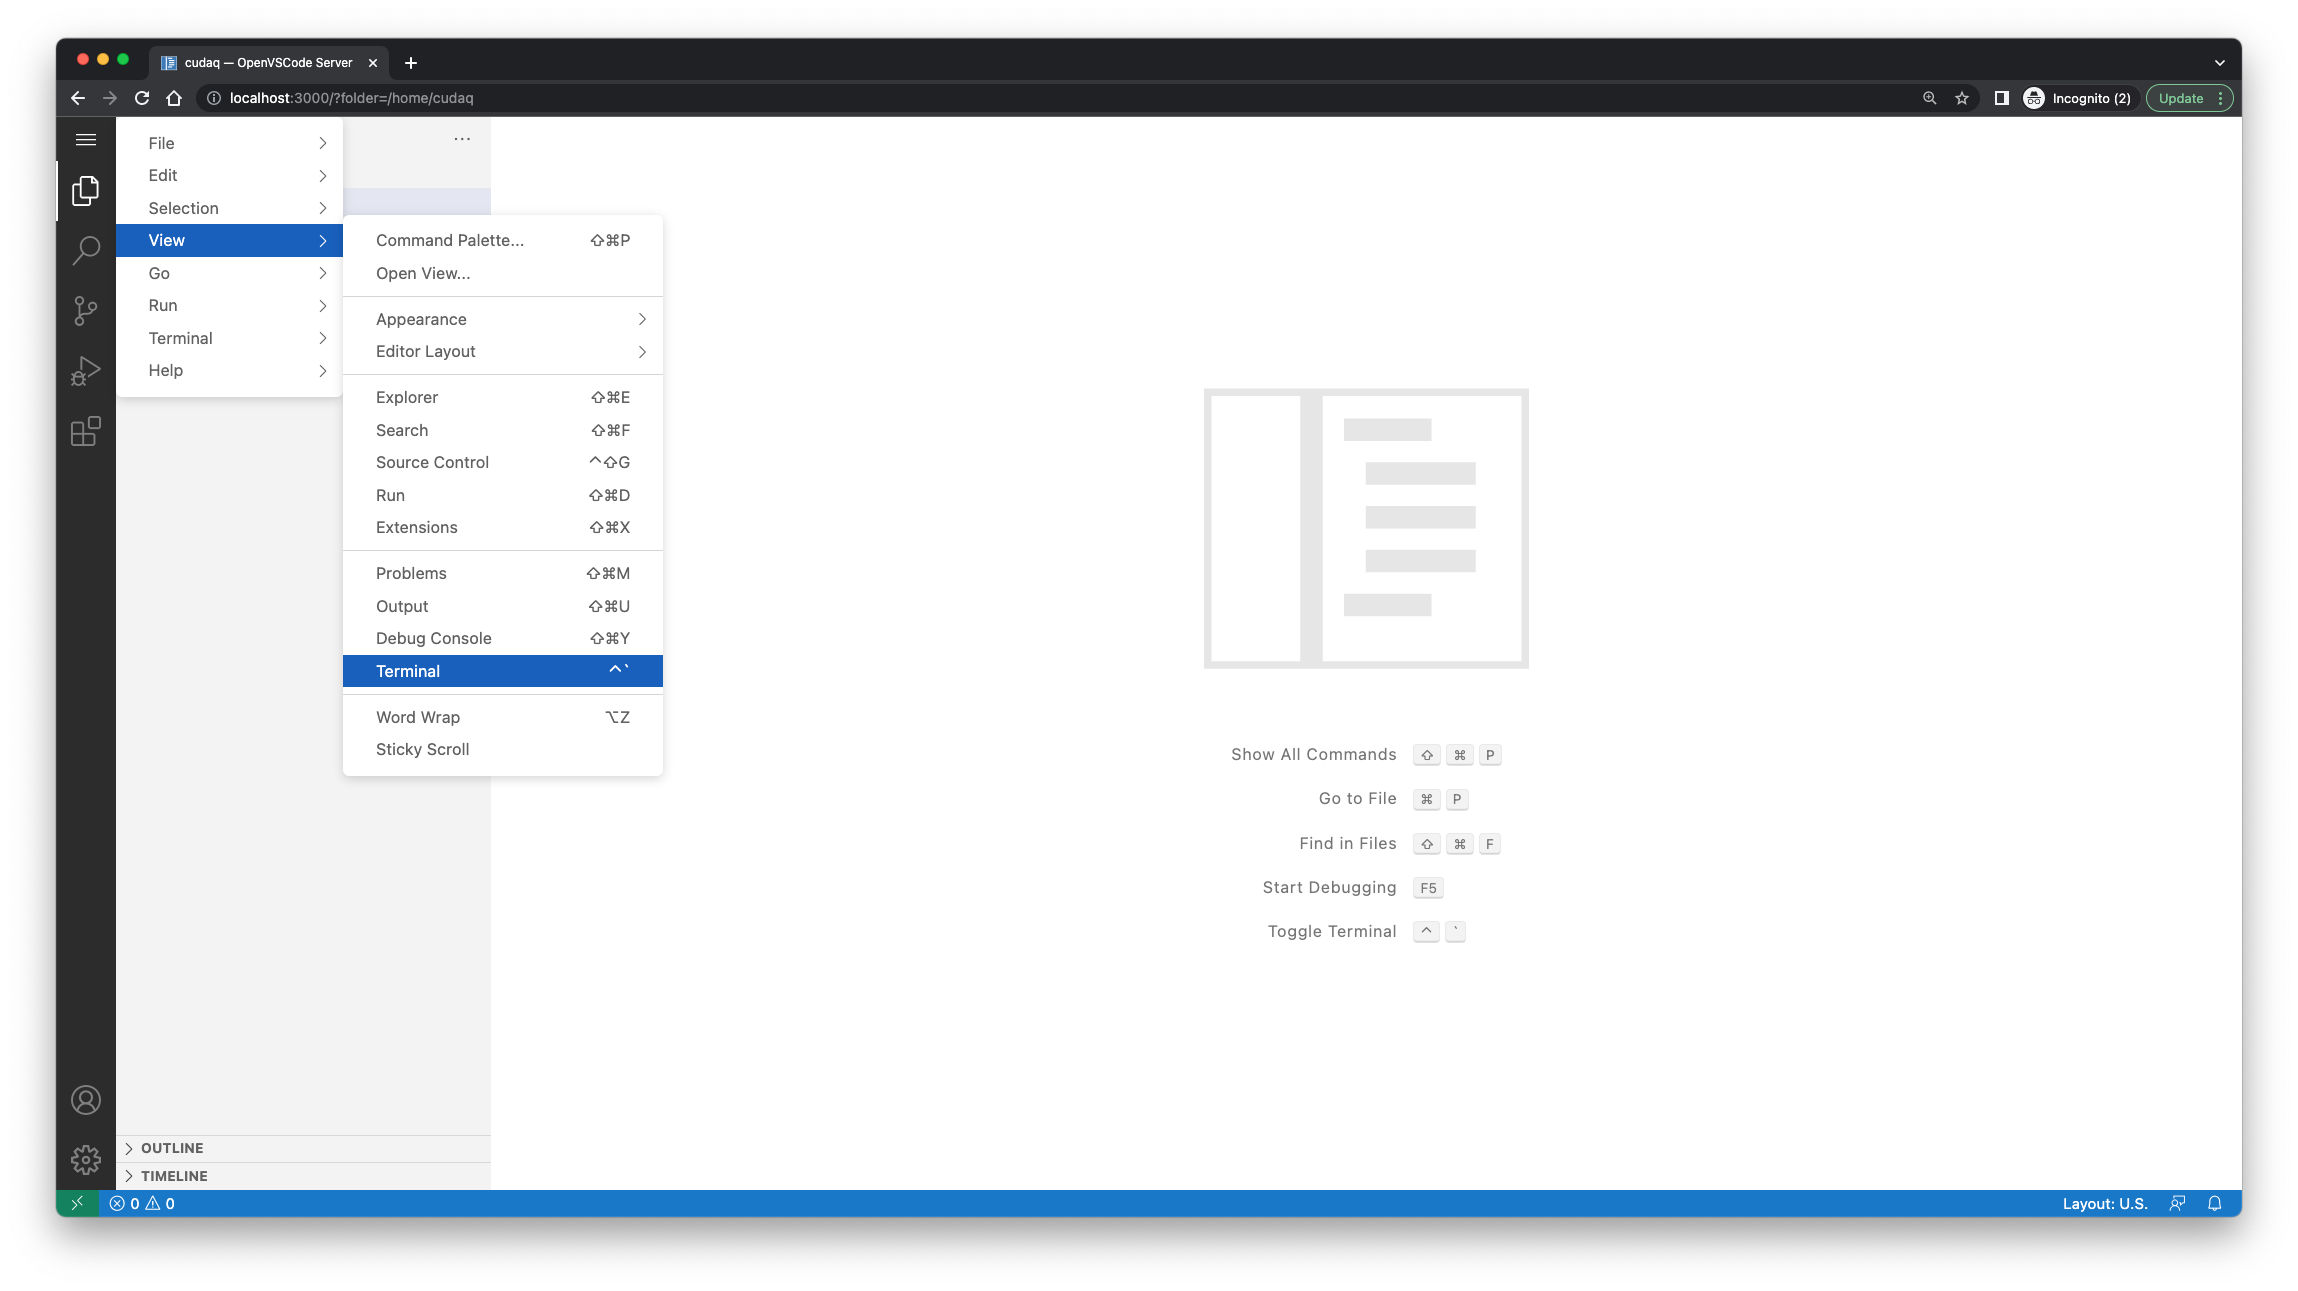 cudaq — OpenVSCode Server
localhost:3000/?folder=/home/cudaq
Incognito (2)
Update
File
Edit
Selection
View
Go
Run
Terminal
Help
Command Palette... ⇧⌘P
Open View...
Appearance
Editor Layout
Explorer ⇧⌘E
Search ⇧⌘F
Source Control ^⇧G
Run ⇧⌘D
Extensions ⇧⌘X
Problems ⇧⌘M
Output ⇧⌘U
Debug Console ⇧⌘Y
Terminal ^`
Word Wrap ⌥Z
Sticky Scroll
Show All Commands ⇧ ⌘ P
Go to File ⌘ P
Find in Files ⇧ ⌘ F
Start Debugging F5
Toggle Terminal ^ `
OUTLINE
TIMELINE
0 0
Layout: U.S.